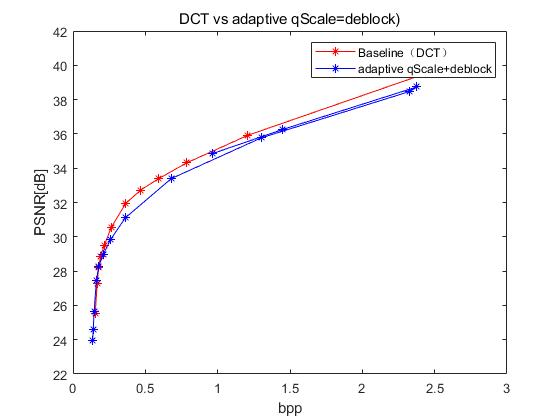 DCT vs adaptive qScale=deblock)
42
40
38
36
34
32
30
28
26
24
22
PSNR[dB]
Baseline（DCT）
adaptive qScale+deblock
0 0.5 1 1.5 2 2.5 3
bpp